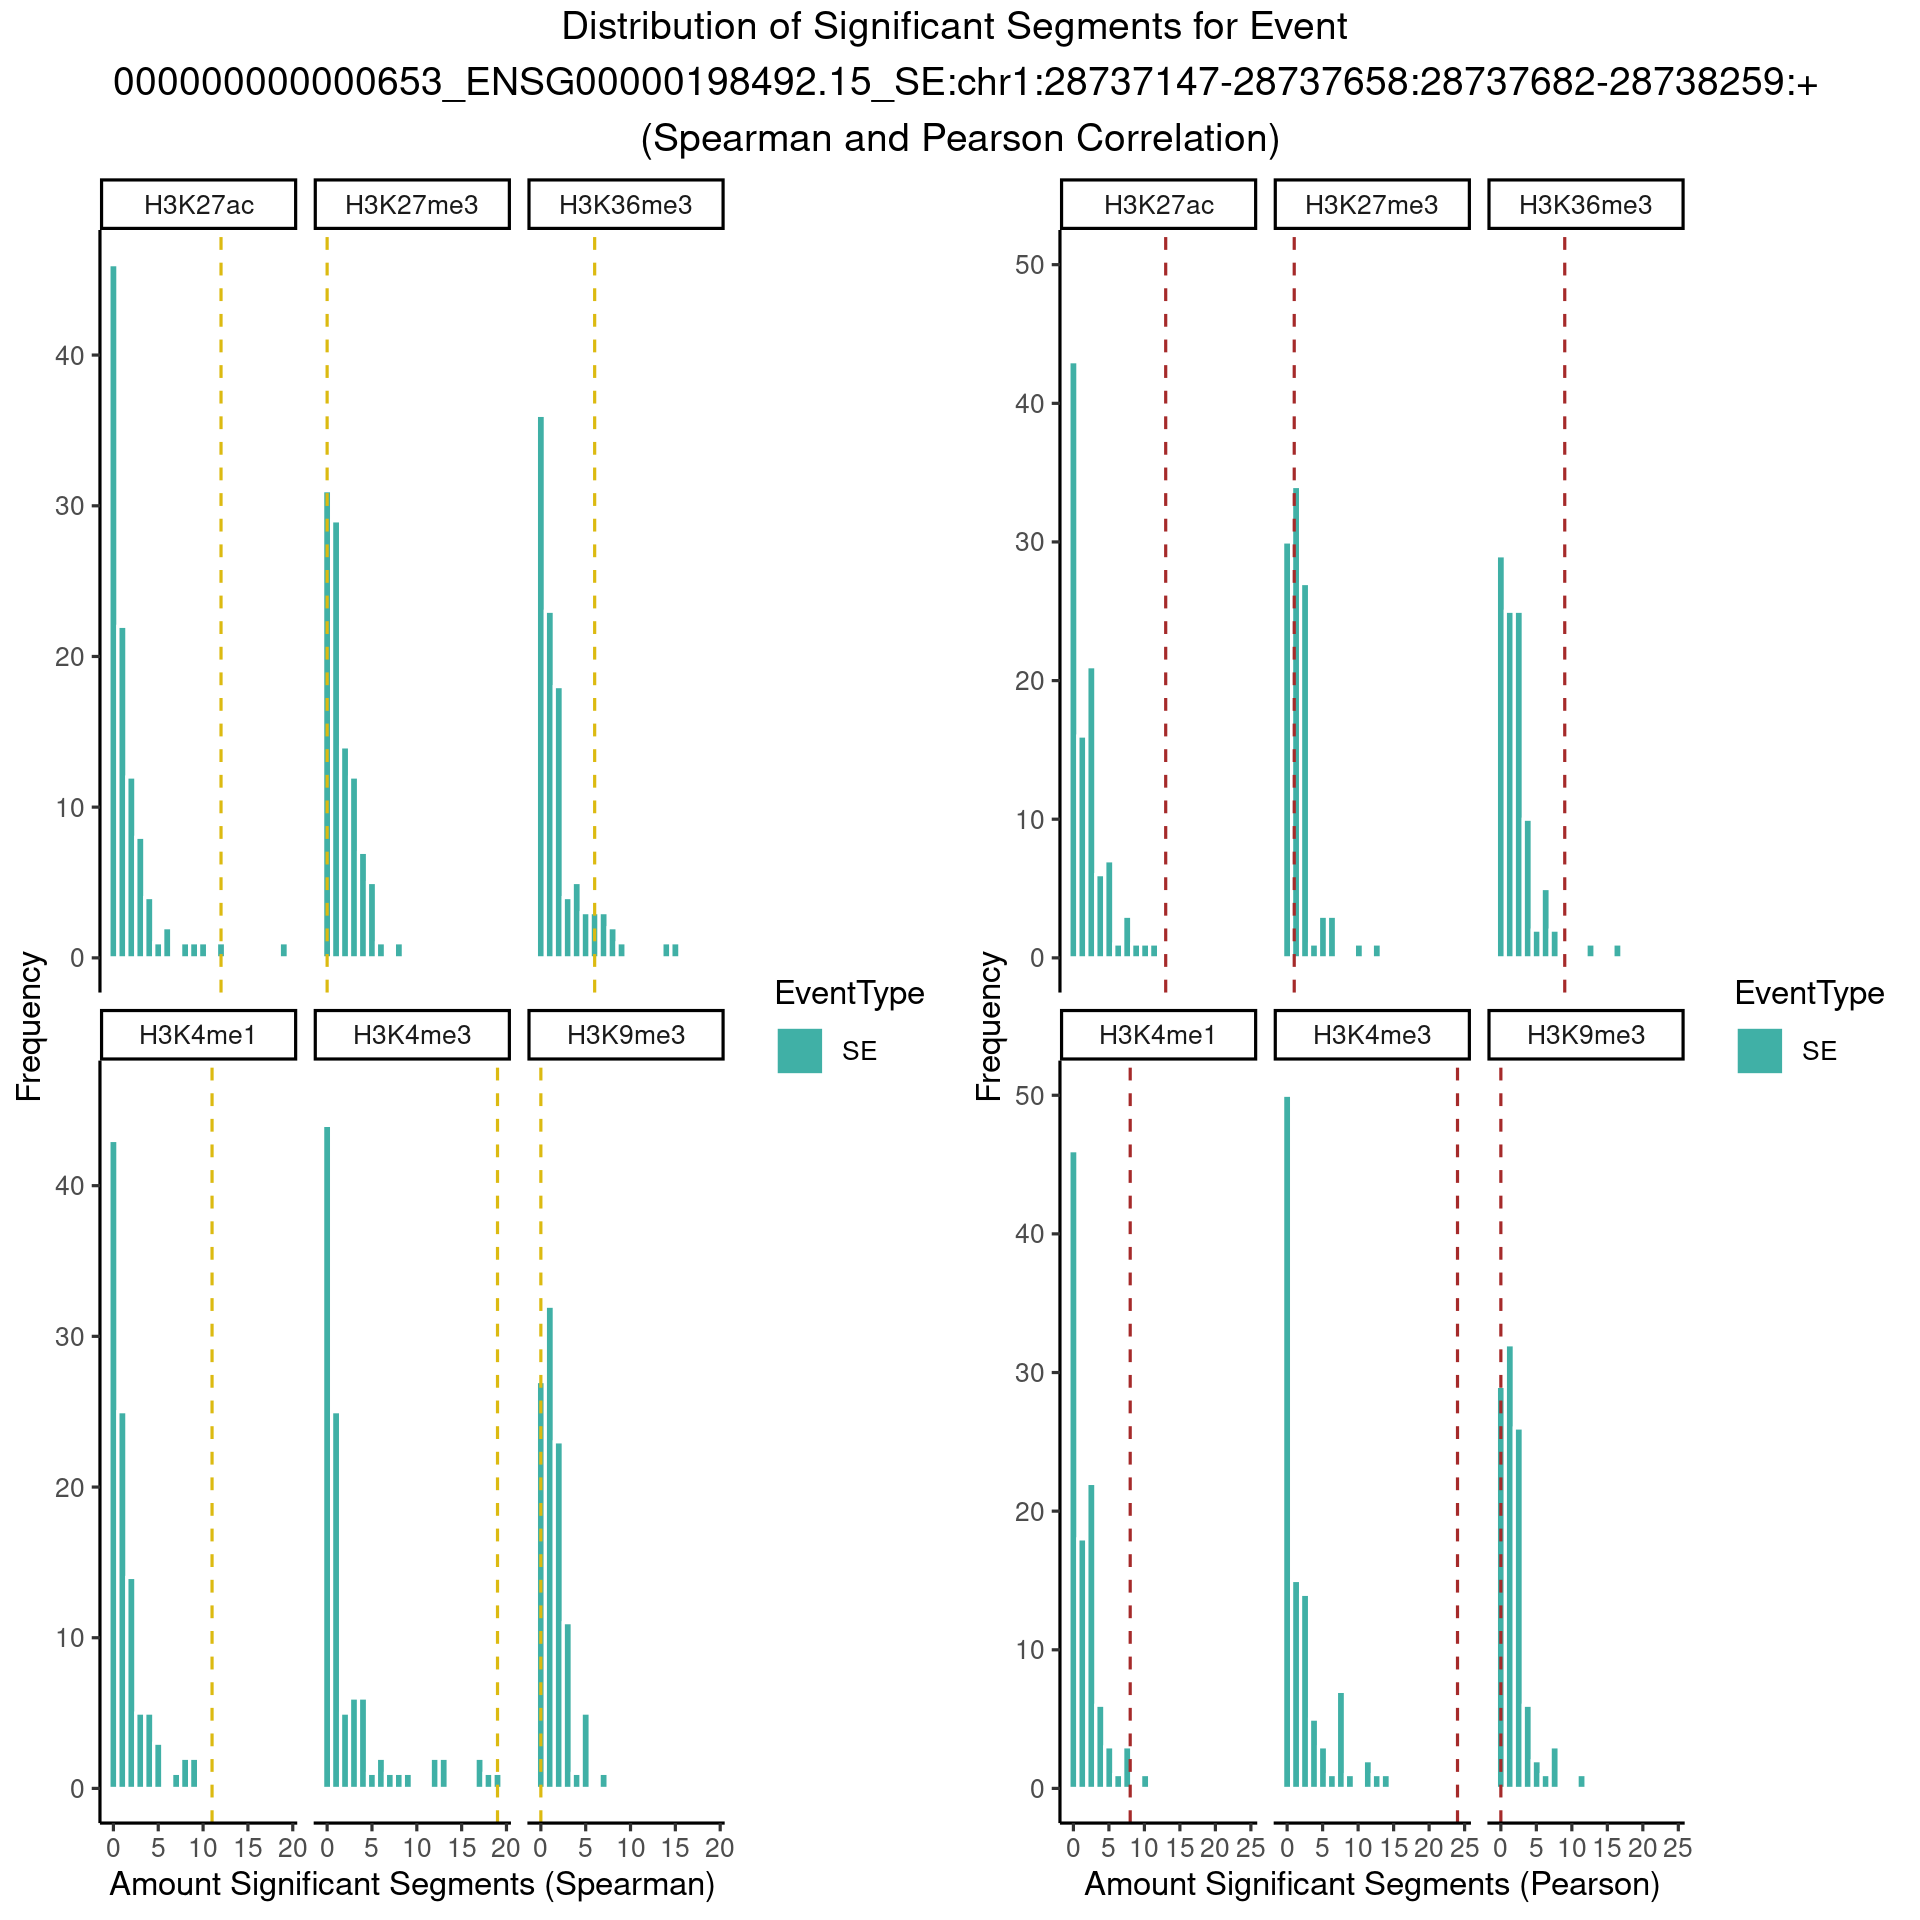 Distribution of Significant Segments for Event
000000000000653_ENSG00000198492.15_SE:chr1:28737147-28737658:28737682-28738259:+
(Spearman and Pearson Correlation)
H3K27ac H3K27me3 H3K36me3
40
30
20
10
0
H3K4me1 H3K4me3 H3K9me3
40
30
20
10
0
0 5 10 15 20 0 5 10 15 20 0 5 10 15 20
Amount Significant Segments (Spearman)
Frequency
EventType
SE
H3K27ac H3K27me3 H3K36me3
50
40
30
20
10
0
H3K4me1 H3K4me3 H3K9me3
50
40
30
20
10
0
0 5 10 15 20 25 0 5 10 15 20 25 0 5 10 15 20 25
Amount Significant Segments (Pearson)
Frequency
EventType
SE